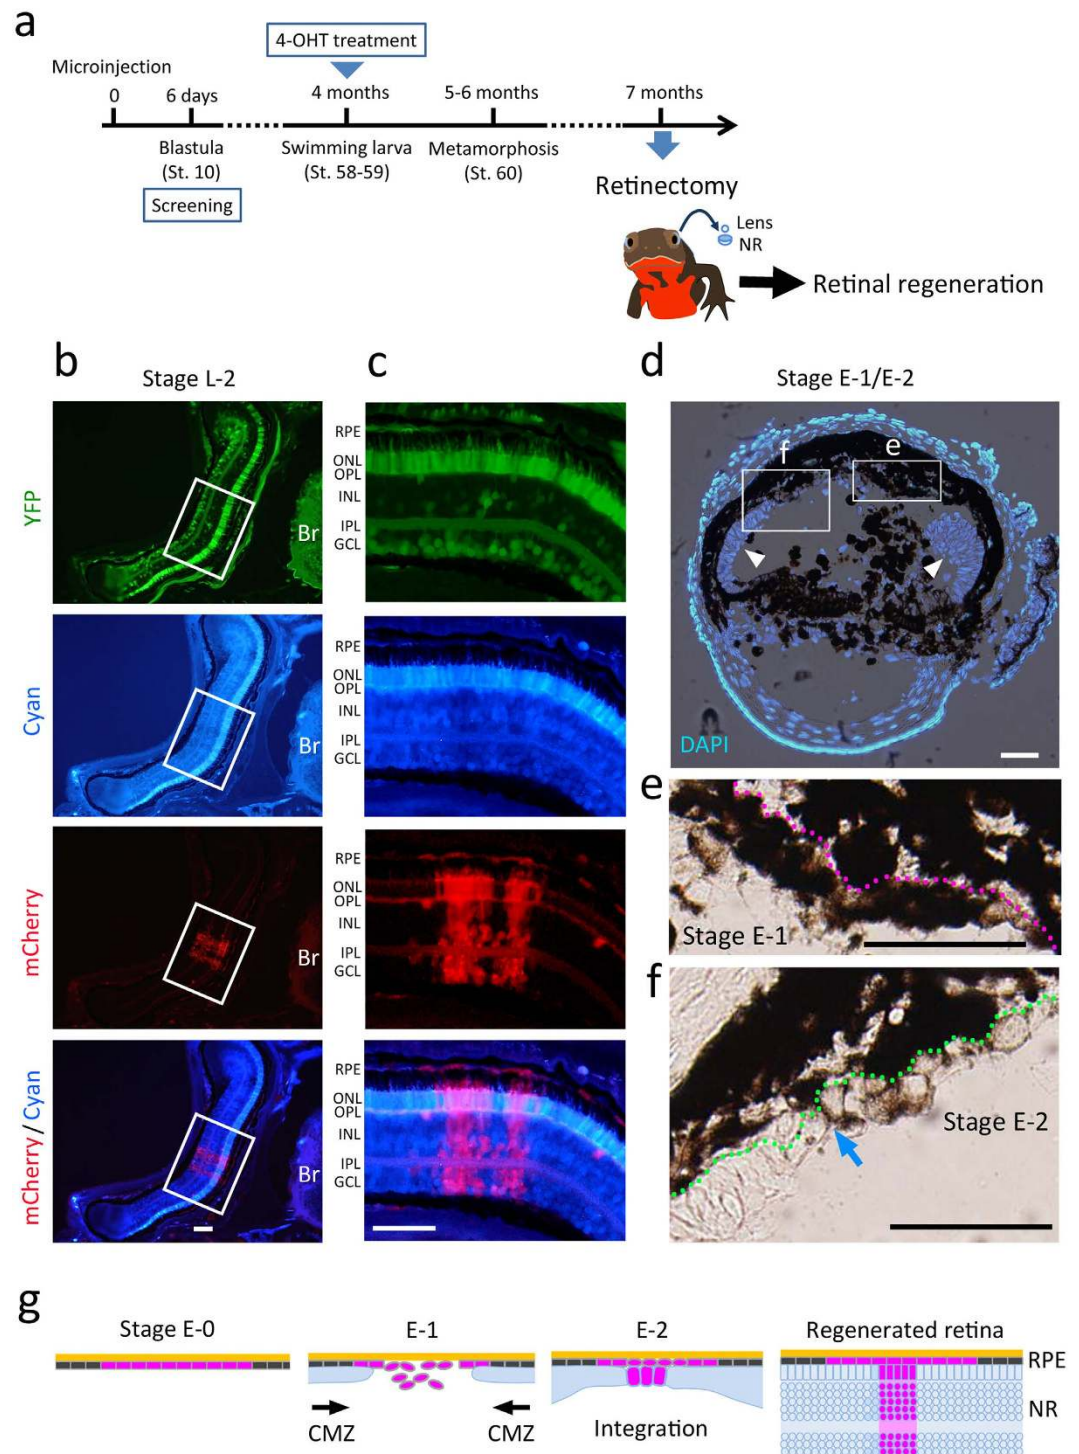 a
4-OHT treatment
Microinjection
0
6 days
4 months
5-6 months
7 months
Blastula
(St. 10)
Swimming larva
(St. 58-59)
Metamorphosis
(St. 60)
Screening
Retinectomy
Lens
NR
Retinal regeneration
b
Stage L-2
c
d
Stage E-1/E-2
YFP
Br
RPE
ONL
OPL
INL
IPL
GCL
f
e
DAPI
Cyan
Br
RPE
ONL
OPL
INL
IPL
GCL
mCherry
Br
RPE
ONL
OPL
INL
IPL
GCL
mCherry / Cyan
Br
RPE
ONL
OPL
INL
IPL
GCL
e
Stage E-1
f
Stage E-2
g
Stage E-0
E-1
E-2
Regenerated retina
RPE
NR
CMZ
CMZ
Integration